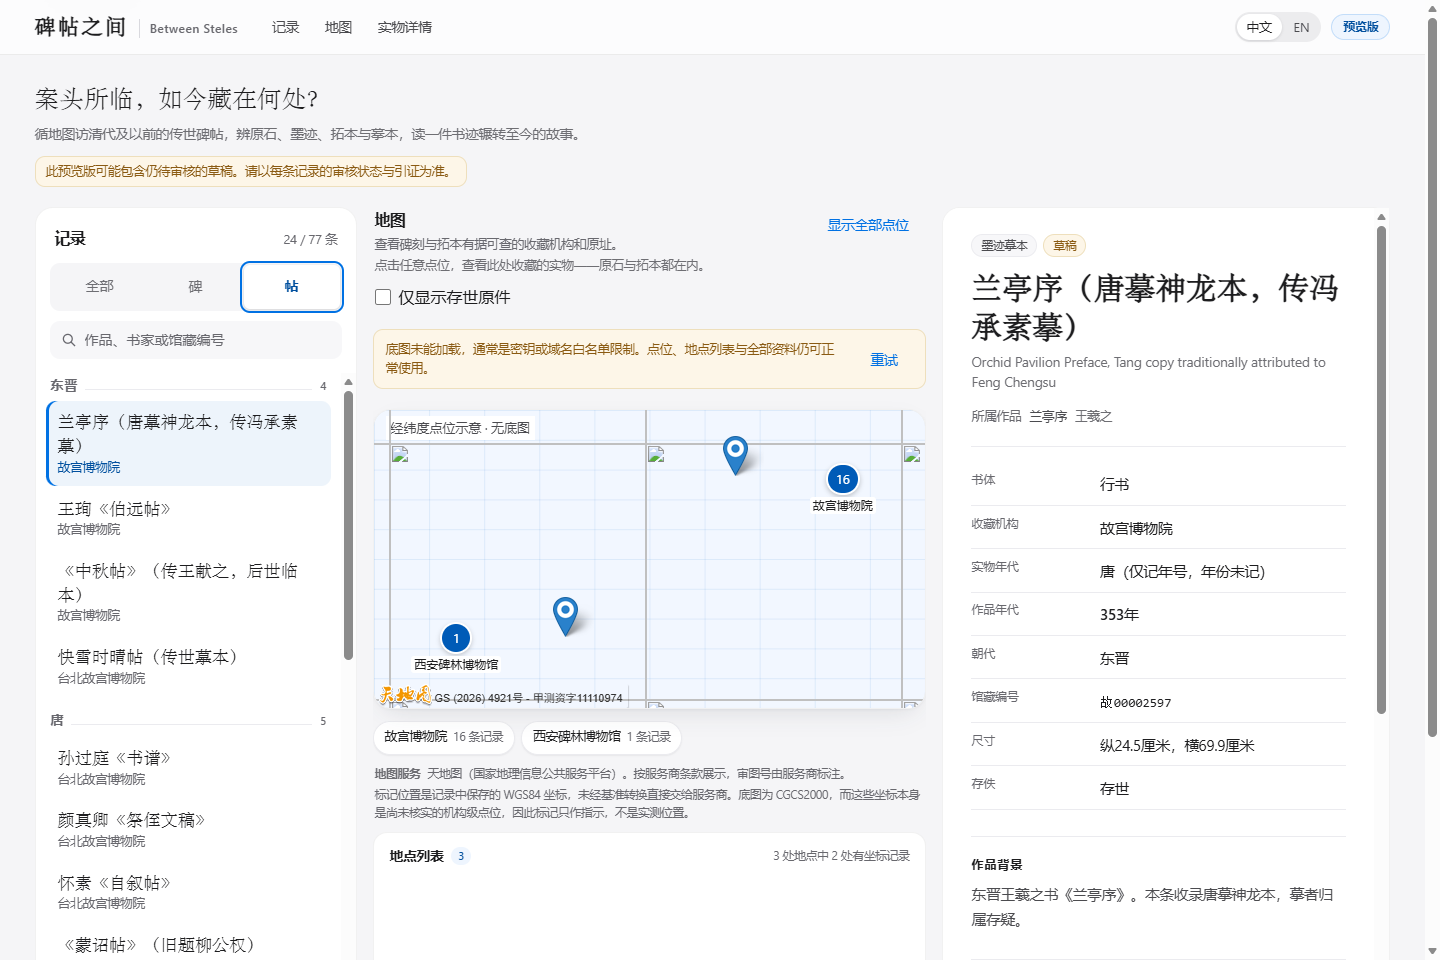 碑帖之间
Between Steles
记录
地图
实物详情
中文
EN
预览版
案头所临，如今藏在何处?
循地图访清代及以前的传世碑帖，辨原石、墨迹、拓本与摹本，读一件书迹辗转至今的故事。
此预览版可能包含仍待审核的草稿。请以每条记录的审核状态与引证为准。
记录
24 / 77 条
全部
碑
帖
作品、书家或馆藏编号
东晋
4
兰亭序（唐摹神龙本，传冯承素
摹）
故宫博物院
王珣《伯远帖》
故宫博物院
《中秋帖》（传王献之，后世临
本）
故宫博物院
快雪时晴帖（传世摹本）
台北故宫博物院
唐
5
孙过庭《书谱》
台北故宫博物院
颜真卿《祭侄文稿》
台北故宫博物院
怀素《自叙帖》
台北故宫博物院
《蒙诏帖》（旧题柳公权）
地图
显示全部点位
查看碑刻与拓本有据可查的收藏机构和原址。
点击任意点位，查看此处收藏的实物——原石与拓本都在内。
仅显示存世原件
底图未能加载，通常是密钥或域名白名单限制。点位、地点列表与全部资料仍可正
常使用。
重试
经纬度点位示意 · 无底图
16
故宫博物院
1
西安碑林博物馆
天地图
GS (2026) 4921号 - 甲测资字11110974
故宫博物院 16 条记录
西安碑林博物馆 1 条记录
地图服务 天地图（国家地理信息公共服务平台）。按服务商条款展示，审图号由服务商标注。
标记位置是记录中保存的 WGS84 坐标，未经基准转换直接交给服务商。底图为 CGCS2000，而这些坐标本身
是尚未核实的机构级点位，因此标记只作指示，不是实测位置。
地点列表
3
3 处地点中 2 处有坐标记录
墨迹摹本
草稿
兰亭序（唐摹神龙本，传冯
承素摹）
Orchid Pavilion Preface, Tang copy traditionally attributed to
Feng Chengsu
所属作品 兰亭序 王羲之
书体
行书
收藏机构
故宫博物院
实物年代
唐（仅记年号，年份未记）
作品年代
353年
朝代
东晋
馆藏编号
故00002597
尺寸
纵24.5厘米，横69.9厘米
存佚
存世
作品背景
东晋王羲之书《兰亭序》。本条收录唐摹神龙本，摹者归
属存疑。